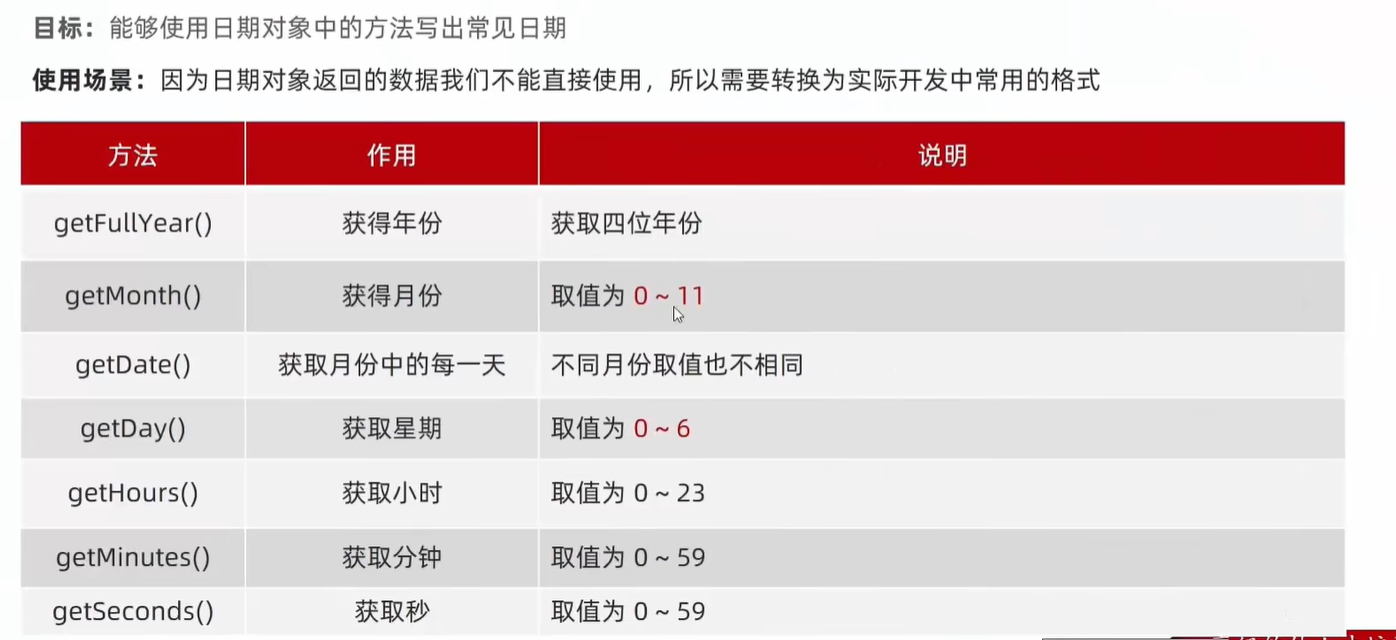 目标：能够使用日期对象中的方法写出常见日期
使用场景：因为日期对象返回的数据我们不能直接使用，所以需要转换为实际开发中常用的格式
方法 作用 说明
getFullYear() 获得年份 获取四位年份
getMonth() 获得月份 取值为 0 ~ 11
getDate() 获取月份中的每一天 不同月份取值也不相同
getDay() 获取星期 取值为 0 ~ 6
getHours() 获取小时 取值为 0 ~ 23
getMinutes() 获取分钟 取值为 0 ~ 59
getSeconds() 获取秒 取值为 0 ~ 59